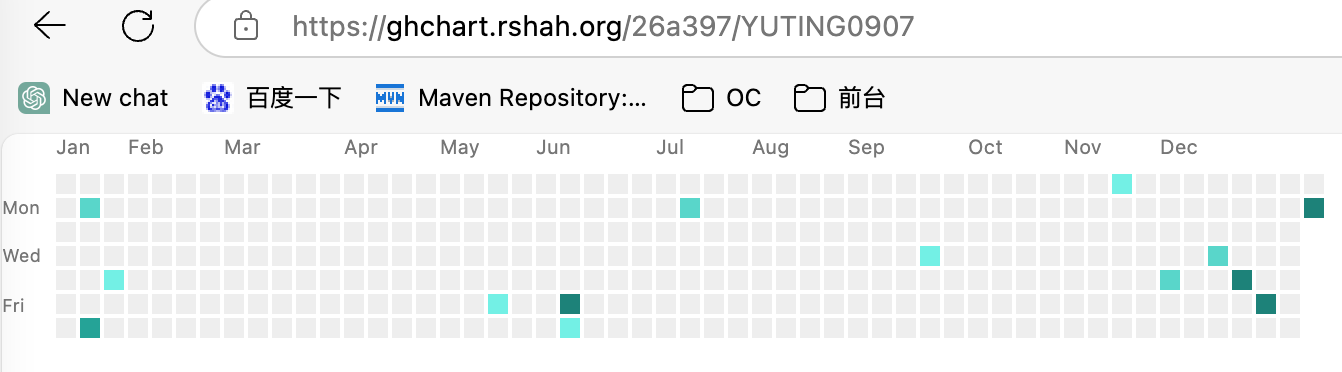 https://ghchart.rshah.org/26a397/YUTING0907
New chat 百度一下 MVN Maven Repository:... OC 前台
Jan Feb Mar Apr May Jun Jul Aug Sep Oct Nov Dec
Mon
Wed
Fri